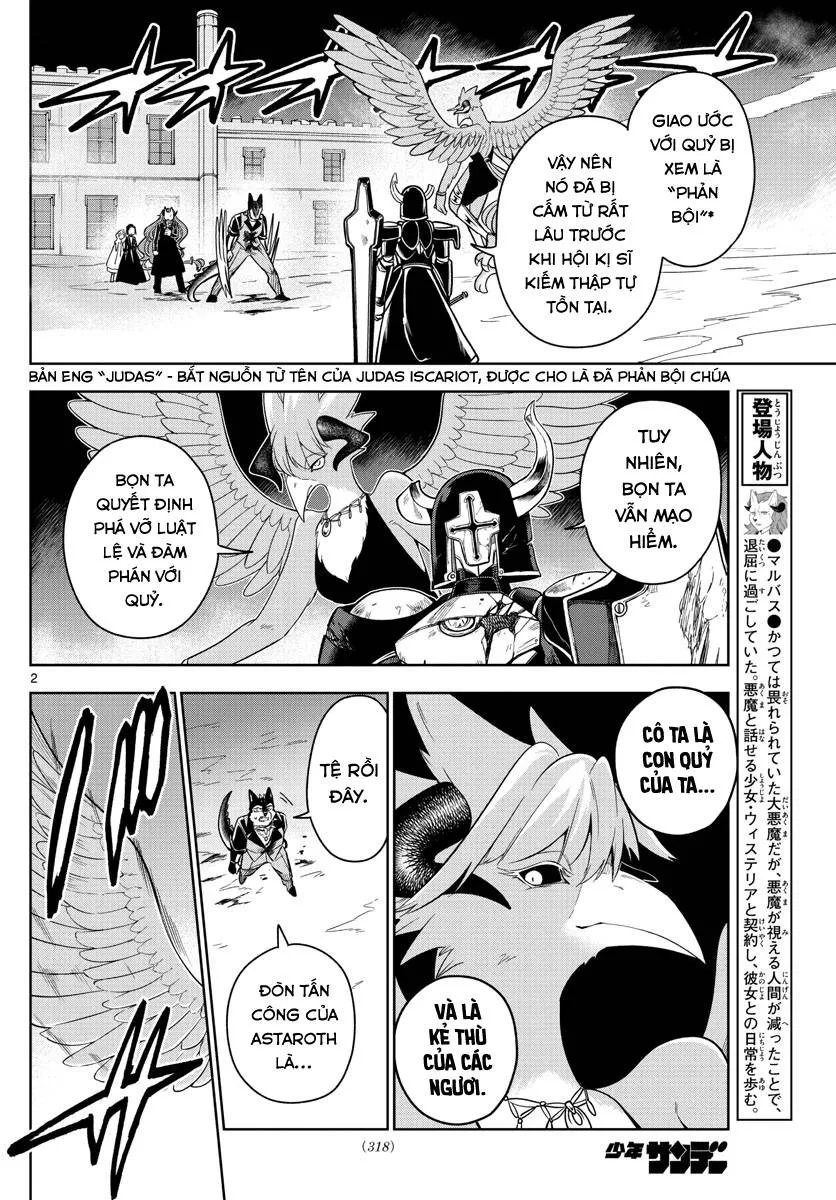 GIAO ƯỚC
VỚI QUỶ BỊ
XEM LÀ
“PHẢN
BỘI”*
VẬY NÊN
NÓ ĐÃ BỊ
CẤM TỪ RẤT
LÂU TRƯỚC
KHI HỘI KỊ SĨ
KIẾM THẬP TỰ
TỒN TẠI.
BẢN ENG “JUDAS” - BẮT NGUỒN TỪ TÊN CỦA JUDAS ISCARIOT, ĐƯỢC CHO LÀ ĐÃ PHẢN BỘI CHÚA
TUY
NHIÊN,
BỌN TA
VẪN MẠO
HIỂM.
BỌN TA
QUYẾT ĐỊNH
PHÁ VỠ LUẬT
LỆ VÀ ĐÀM
PHÁN VỚI
QUỶ.
登場人物
とうじょうじんぶつ
●マルバス●かつては畏れられていた大悪魔だが、悪魔が視える人間が減ったことで、
退屈に過ごしていた。悪魔と話せる少女・ウィステリアと契約し、彼女との日常を歩む。
2
CÔ TA LÀ
CON QUỶ
CỦA TA...
VÀ LÀ
KẺ THÙ
CỦA CÁC
NGƯƠI.
TỆ RỒI
ĐÂY.
ĐÒN TẤN
CÔNG CỦA
ASTAROTH
LÀ...
(318)
少年サンデー